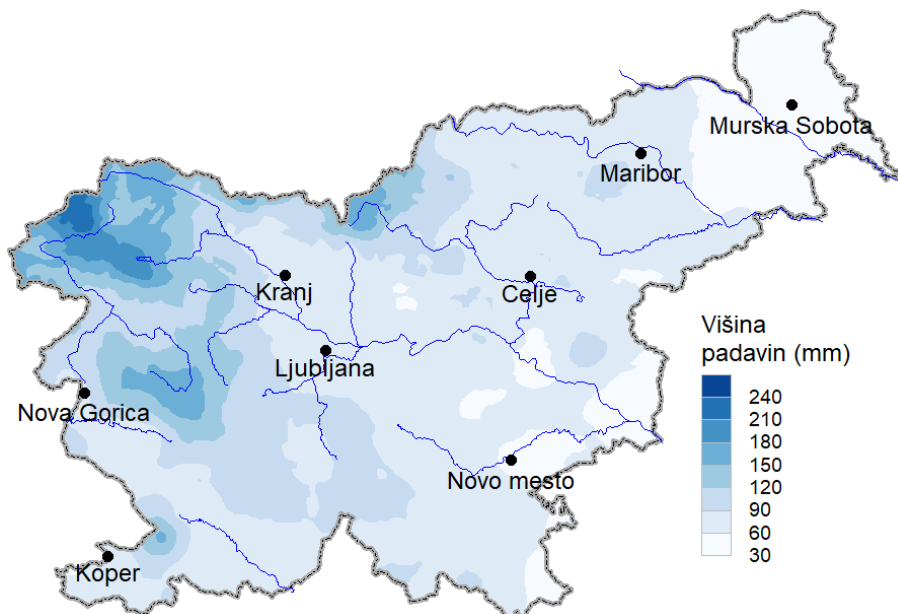 Murska Sobota
Maribor
Kranj
Celje
Ljubljana
Nova Gorica
Novo mesto
Koper
Višina
padavin (mm)
240
210
180
150
120
90
60
30